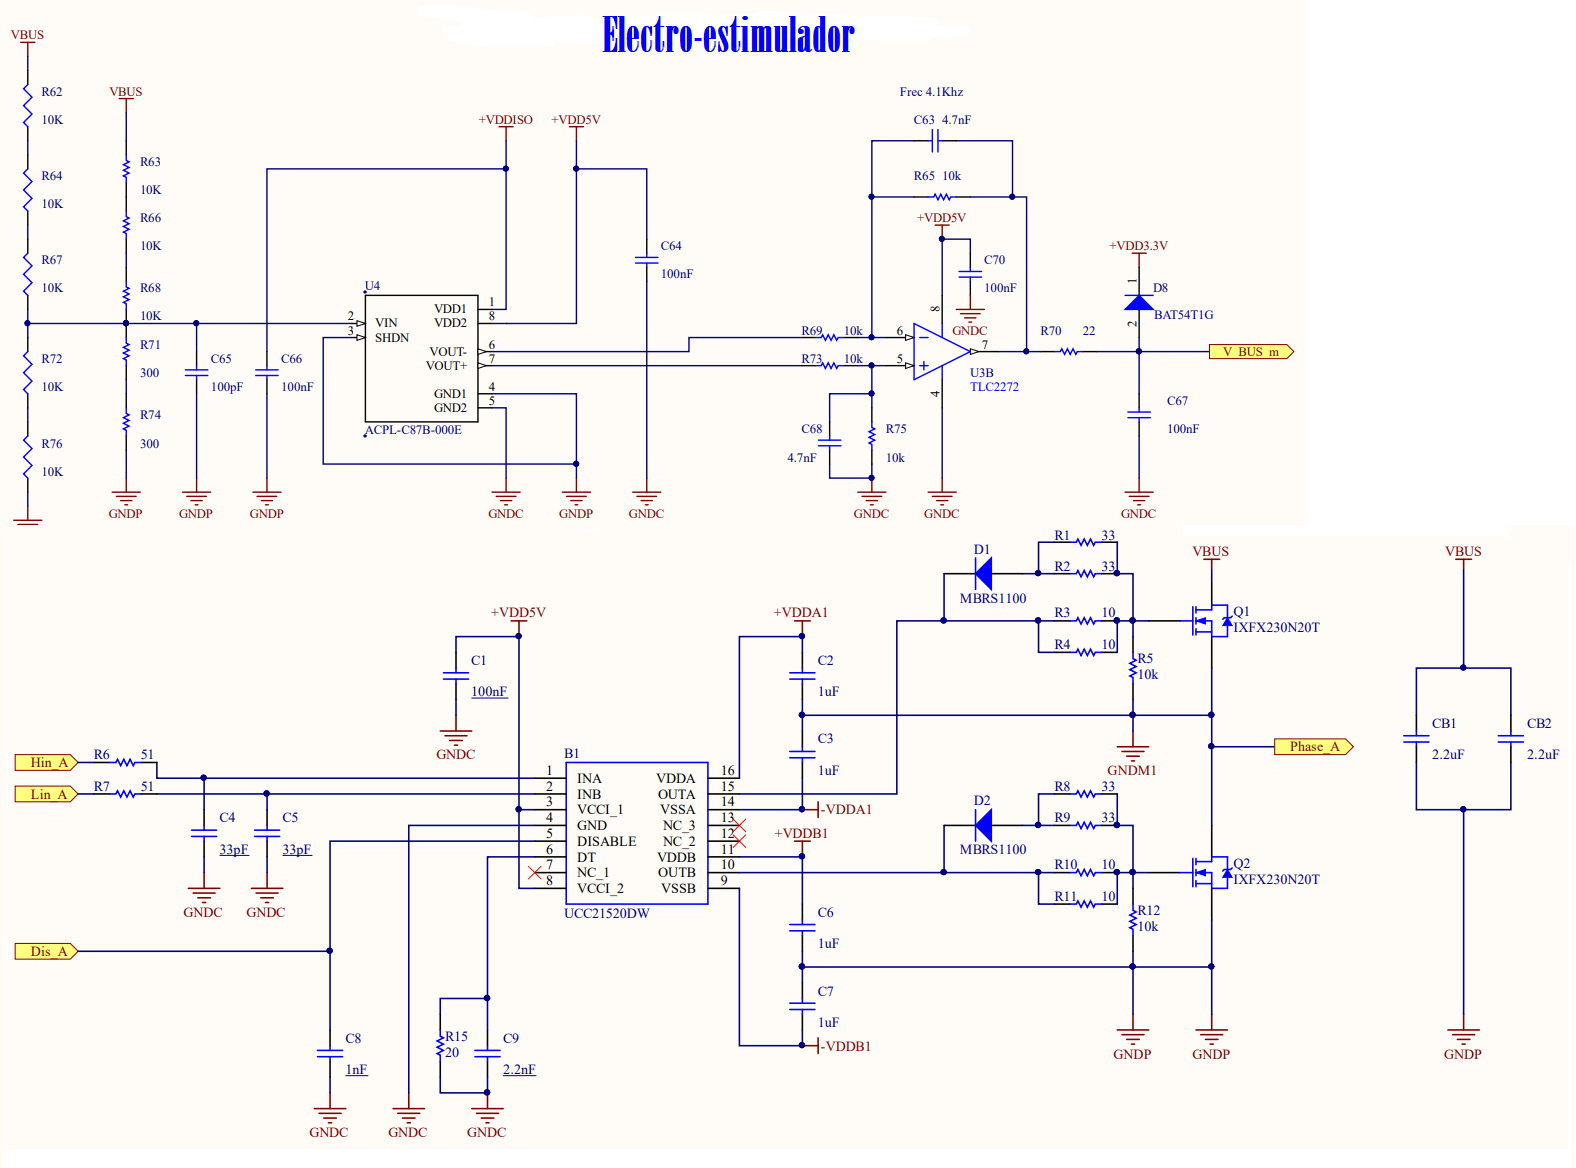 Electro-estimulador
VBUS
R62
10K
R64
10K
R67
10K
R72
10K
R76
10K
VBUS
R63
10K
R66
10K
R68
10K
R71
300
R74
300
GNDP
C65
100pF
GNDP
C66
100nF
GNDP
+VDDISO
+VDD5V
U4
2
3
VIN
SHDN
VDD1
VDD2
VOUT-
VOUT+
GND1
GND2
1
8
6
7
4
5
ACPL-C87B-000E
GNDC
GNDP
C64
100nF
GNDC
Frec 4.1Khz
C63 4.7nF
R65 10k
+VDD5V
C70
100nF
GNDC
R69 10k
R73 10k
6
5
8
4
7
U3B
TLC2272
C68
4.7nF
R75
10k
GNDC
GNDC
R70 22
+VDD3.3V
1
D8
BAT54T1G
2
V_BUS_m
C67
100nF
GNDC
Hin_A
R6 51
Lin_A
R7 51
C4
33pF
GNDC
C5
33pF
GNDC
Dis_A
C8
1nF
GNDC
GNDC
R15
20
C9
2.2nF
GNDC
+VDD5V
C1
100nF
GNDC
B1
1
2
3
4
5
6
7
8
INA
INB
VCCI_1
GND
DISABLE
DT
NC_1
VCCI_2
VDDA
OUTA
VSSA
NC_3
NC_2
VDDB
OUTB
VSSB
16
15
14
13
12
11
10
9
UCC21520DW
+VDDA1
C2
1uF
C3
1uF
-VDDA1
+VDDB1
C6
1uF
C7
1uF
-VDDB1
D1
MBRS1100
R1 33
R2 33
R3 10
R4 10
R5
10k
GNDM1
VBUS
Q1
IXFX230N20T
Phase_A
D2
MBRS1100
R8 33
R9 33
R10 10
R11 10
R12
10k
GNDP
Q2
IXFX230N20T
GNDP
VBUS
CB1
2.2uF
CB2
2.2uF
GNDP